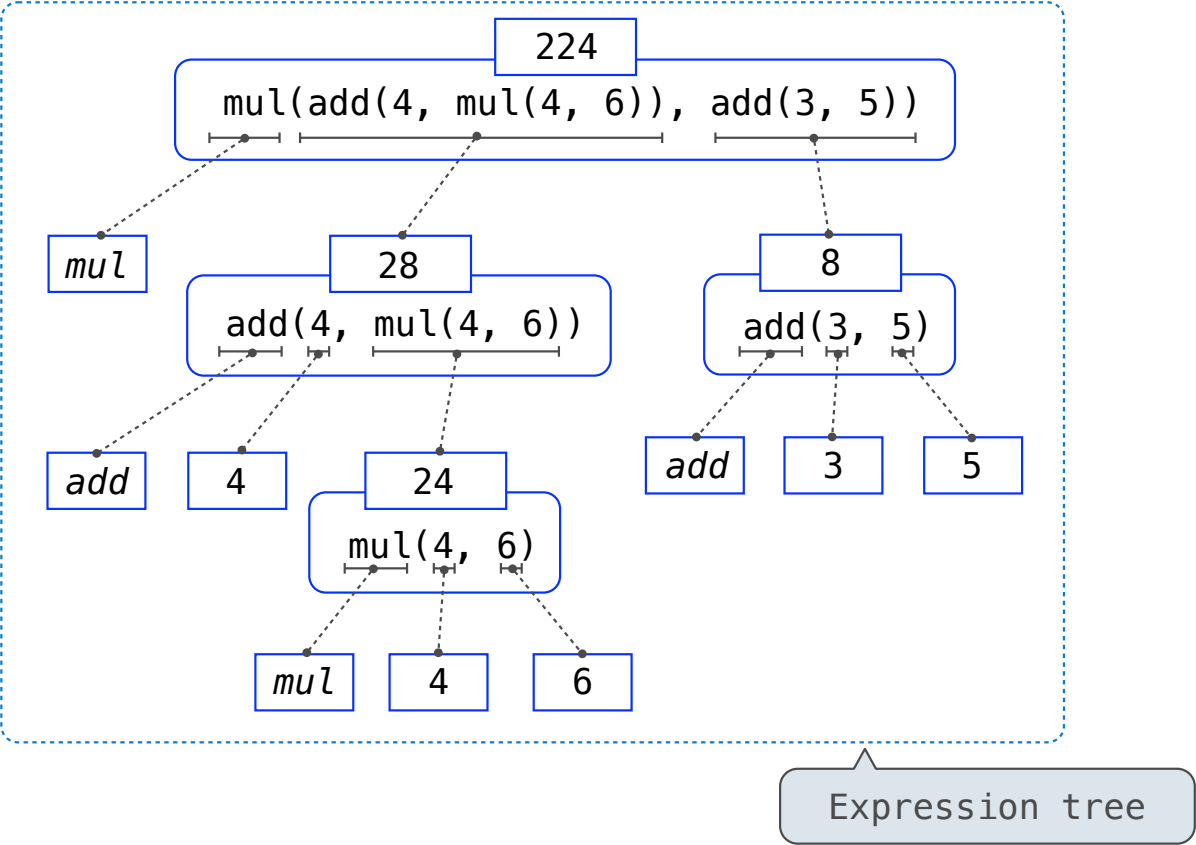 224
mul(add(4, mul(4, 6)), add(3, 5))
mul
28
8
add(4, mul(4, 6))
add(3, 5)
add
4
24
add
3
5
mul(4, 6)
mul
4
6
Expression tree